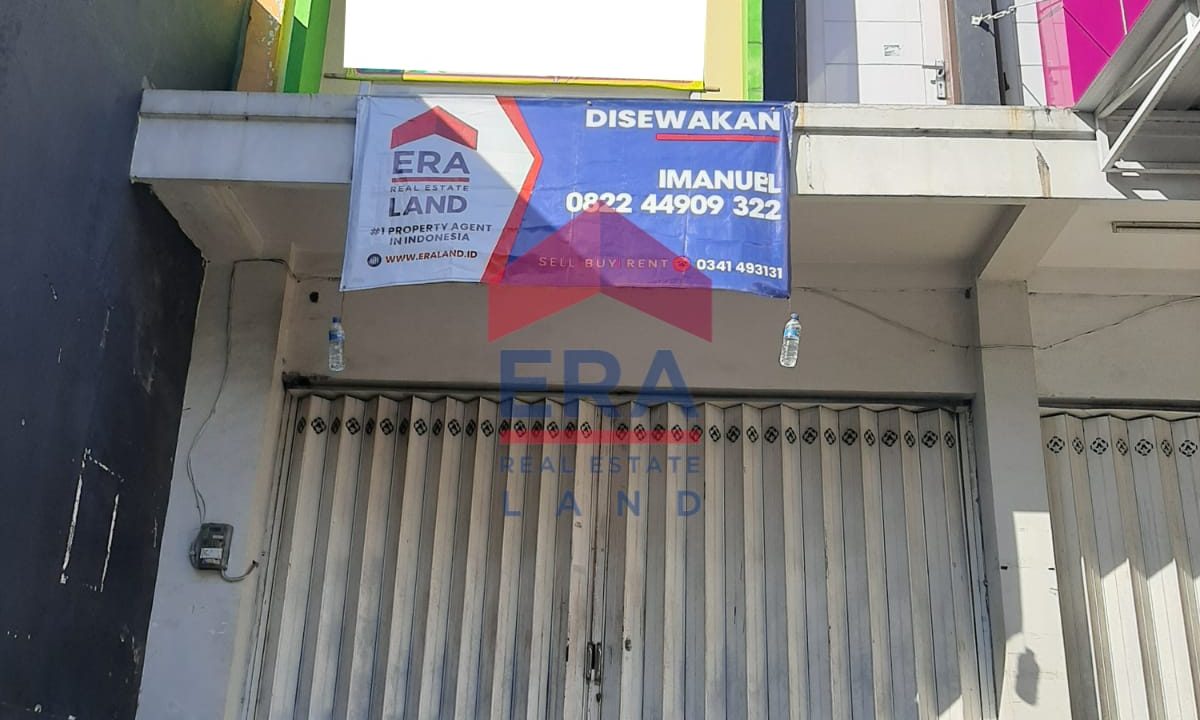 ERA
REAL ESTATE
LAND
#1 PROPERTY AGENT
IN INDONESIA
WWW.ERALAND.ID
DISEWAKAN
IMANUEL
0822 44909 322
SELL BUY RENT 0341 493131
ERA
REAL ESTATE
LAND